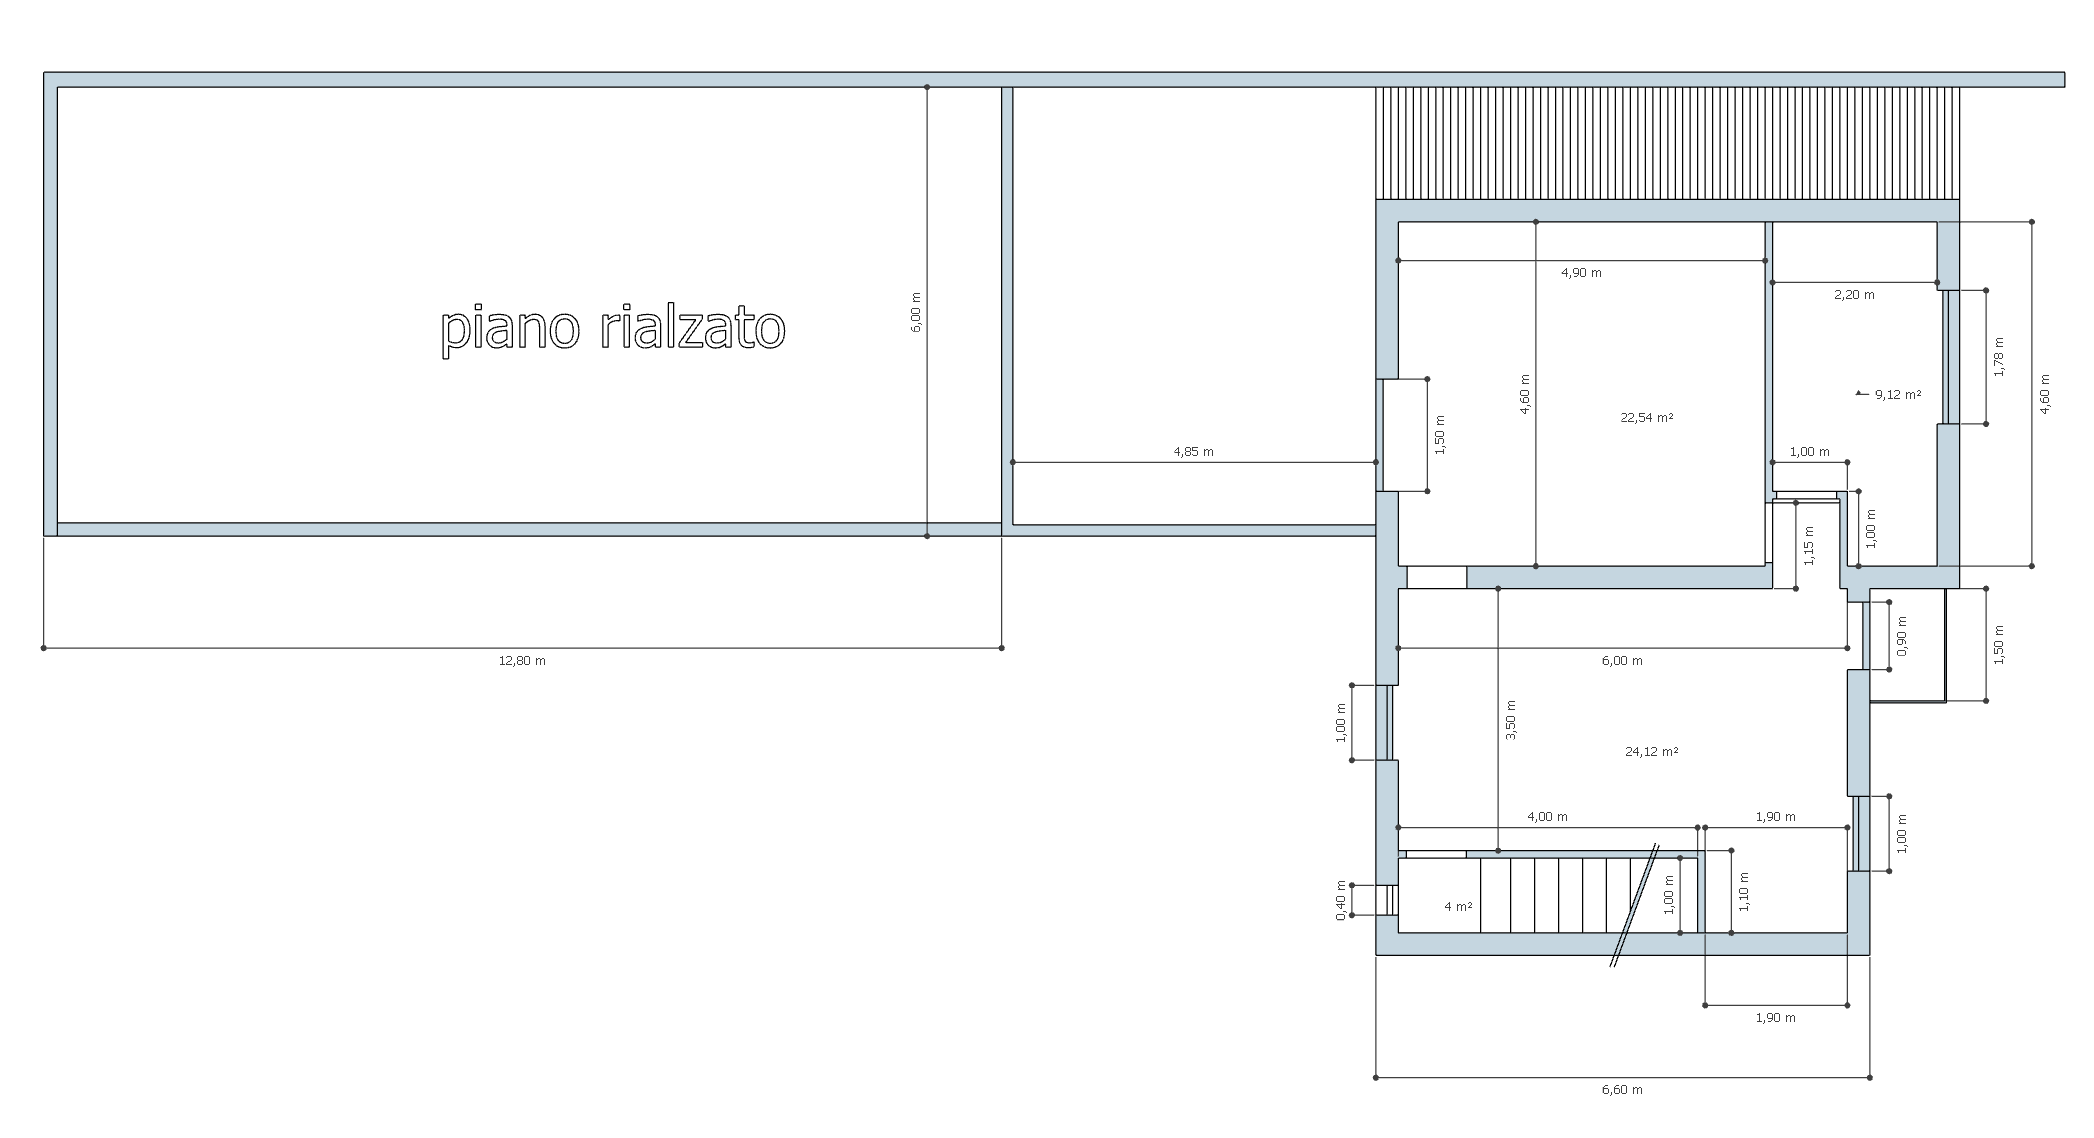 piano rialzato
6,00 m
4,85 m
12,80 m
4,90 m
2,20 m
4,60 m
22,54 m²
1,50 m
9,12 m²
1,78 m
4,60 m
1,00 m
1,00 m
1,15 m
6,00 m
0,90 m
1,50 m
1,00 m
3,50 m
24,12 m²
4,00 m
1,90 m
1,00 m
0,40 m
4 m²
1,00 m
1,10 m
1,90 m
6,60 m